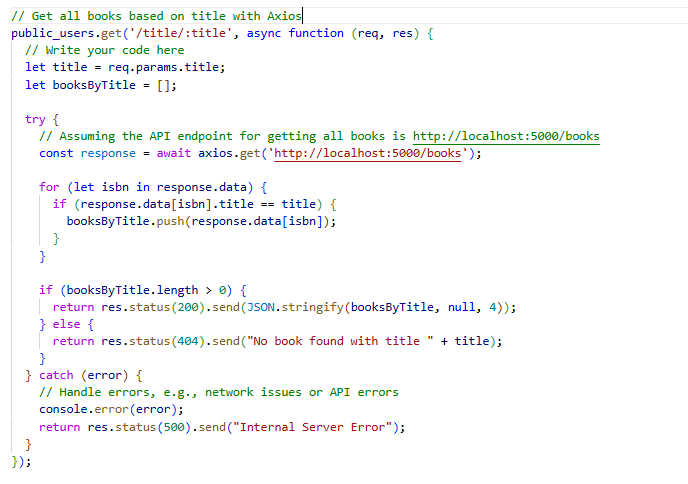 // Get all books based on title with Axios
public_users.get('/title/:title', async function (req, res) {
  // Write your code here
  let title = req.params.title;
  let booksByTitle = [];

  try {
    // Assuming the API endpoint for getting all books is http://localhost:5000/books
    const response = await axios.get('http://localhost:5000/books');

    for (let isbn in response.data) {
      if (response.data[isbn].title == title) {
        booksByTitle.push(response.data[isbn]);
      }
    }

    if (booksByTitle.length > 0) {
      return res.status(200).send(JSON.stringify(booksByTitle, null, 4));
    } else {
      return res.status(404).send("No book found with title " + title);
    }
  } catch (error) {
    // Handle errors, e.g., network issues or API errors
    console.error(error);
    return res.status(500).send("Internal Server Error");
  }
});